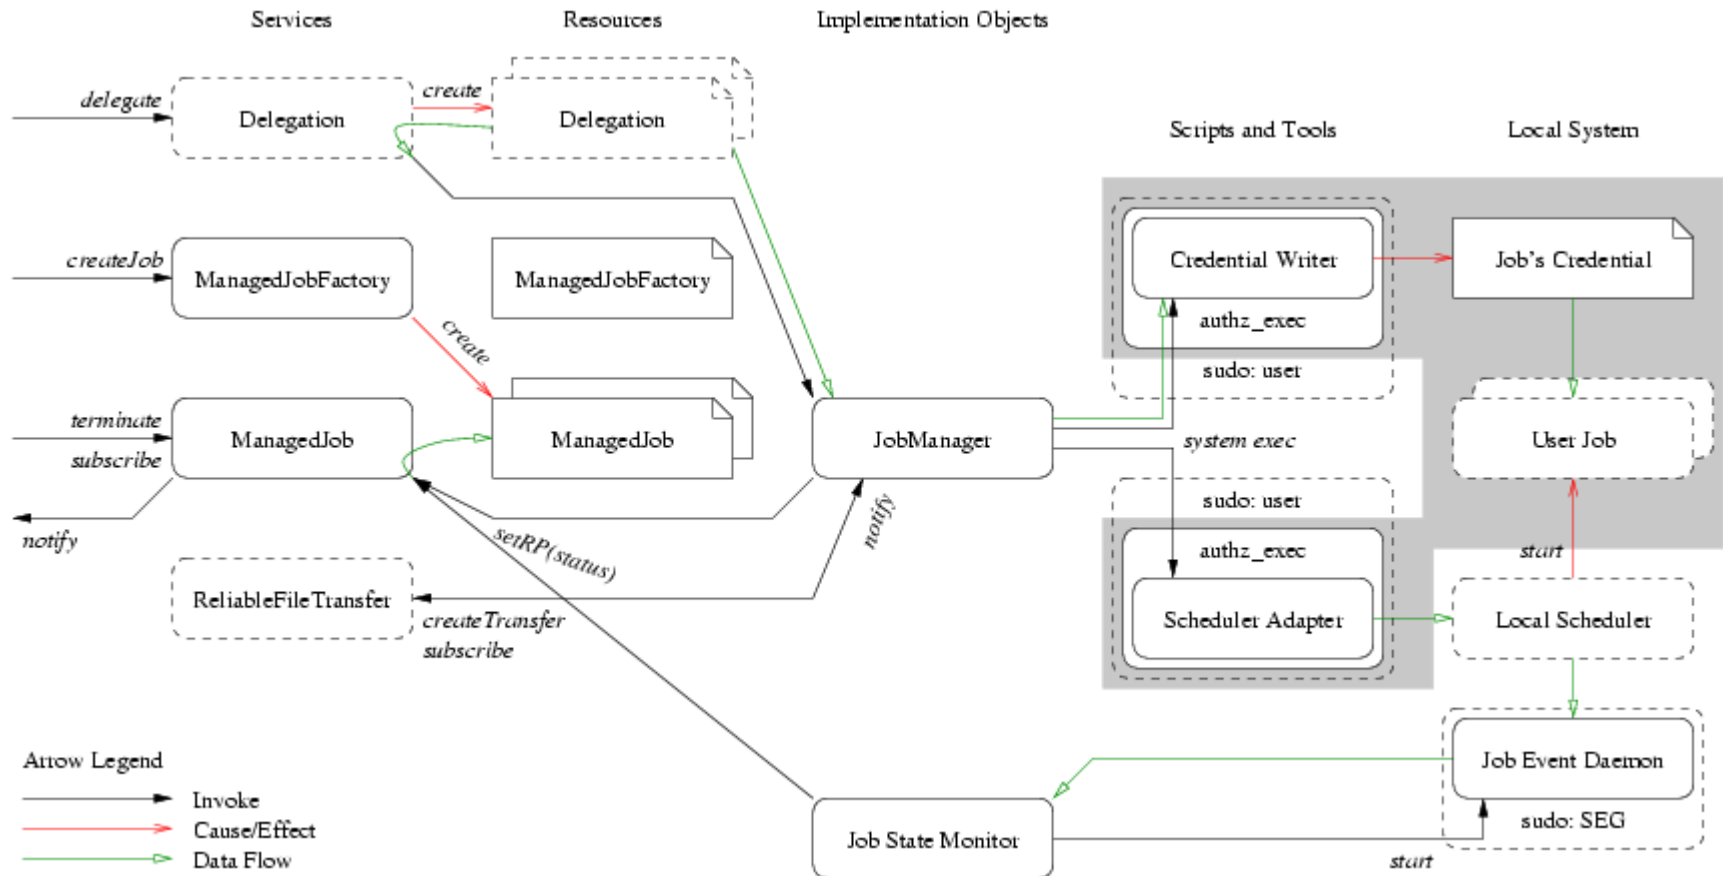 Services
Resources
Implementation Objects
delegate
Delegation
create
Delegation
Scripts and Tools
Local System
createJob
ManagedJobFactory
ManagedJobFactory
Credential Writer
Job's Credential
authz_exec
create
sudo: user
terminate
subscribe
ManagedJob
ManagedJob
JobManager
system exec
User Job
notify
setRP(status)
notify
sudo: user
authz_exec
start
ReliableFileTransfer
createTransfer
subscribe
Scheduler Adapter
Local Scheduler
Arrow Legend
Invoke
Cause/Effect
Data Flow
Job State Monitor
Job Event Daemon
sudo: SEG
start